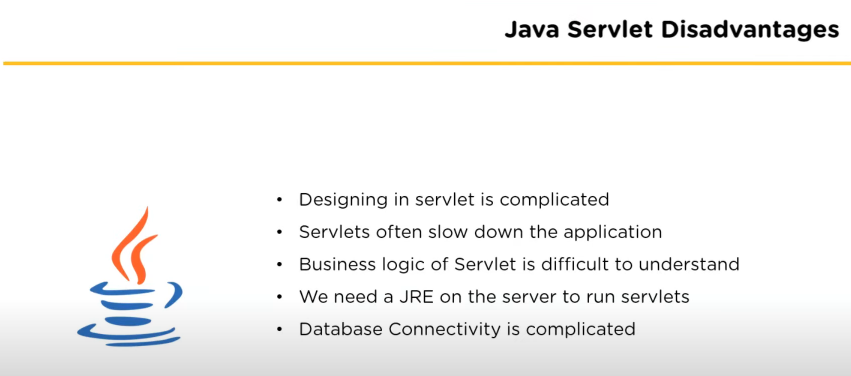 Java Servlet Disadvantages
• Designing in servlet is complicated
• Servlets often slow down the application
• Business logic of Servlet is difficult to understand
• We need a JRE on the server to run servlets
• Database Connectivity is complicated